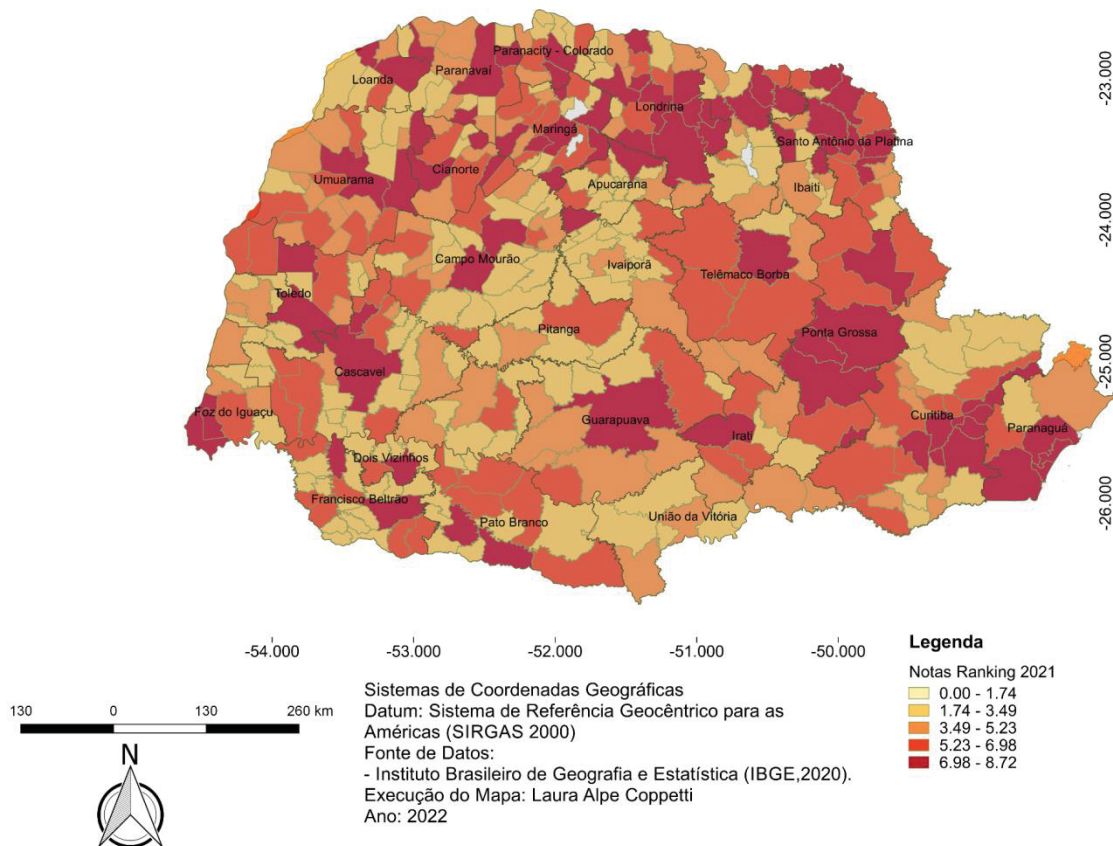 Paranacity - Colorado
Loanda
Paranavaí
Londrina
Maringá
Santo Antônio da Platina
Cianorte
Umuarama
Apucarana
Ibaiti
Campo Mourão
Ivaiporã
Telêmaco Borba
Toledo
Pitanga
Ponta Grossa
Cascavel
Foz do Iguaçu
Guarapuava
Irati
Curitiba
Paranaguá
Dois Vizinhos
Francisco Beltrão
Pato Branco
União da Vitória
-23.000
-24.000
-25.000
-26.000
-54.000
-53.000
-52.000
-51.000
-50.000
Legenda
Notas Ranking 2021
0.00 - 1.74
1.74 - 3.49
3.49 - 5.23
5.23 - 6.98
6.98 - 8.72
130
0
130
260 km
N
Sistemas de Coordenadas Geográficas
Datum: Sistema de Referência Geocêntrico para as
Américas (SIRGAS 2000)
Fonte de Dados:
- Instituto Brasileiro de Geografia e Estatística (IBGE,2020).
Execução do Mapa: Laura Alpe Coppetti
Ano: 2022